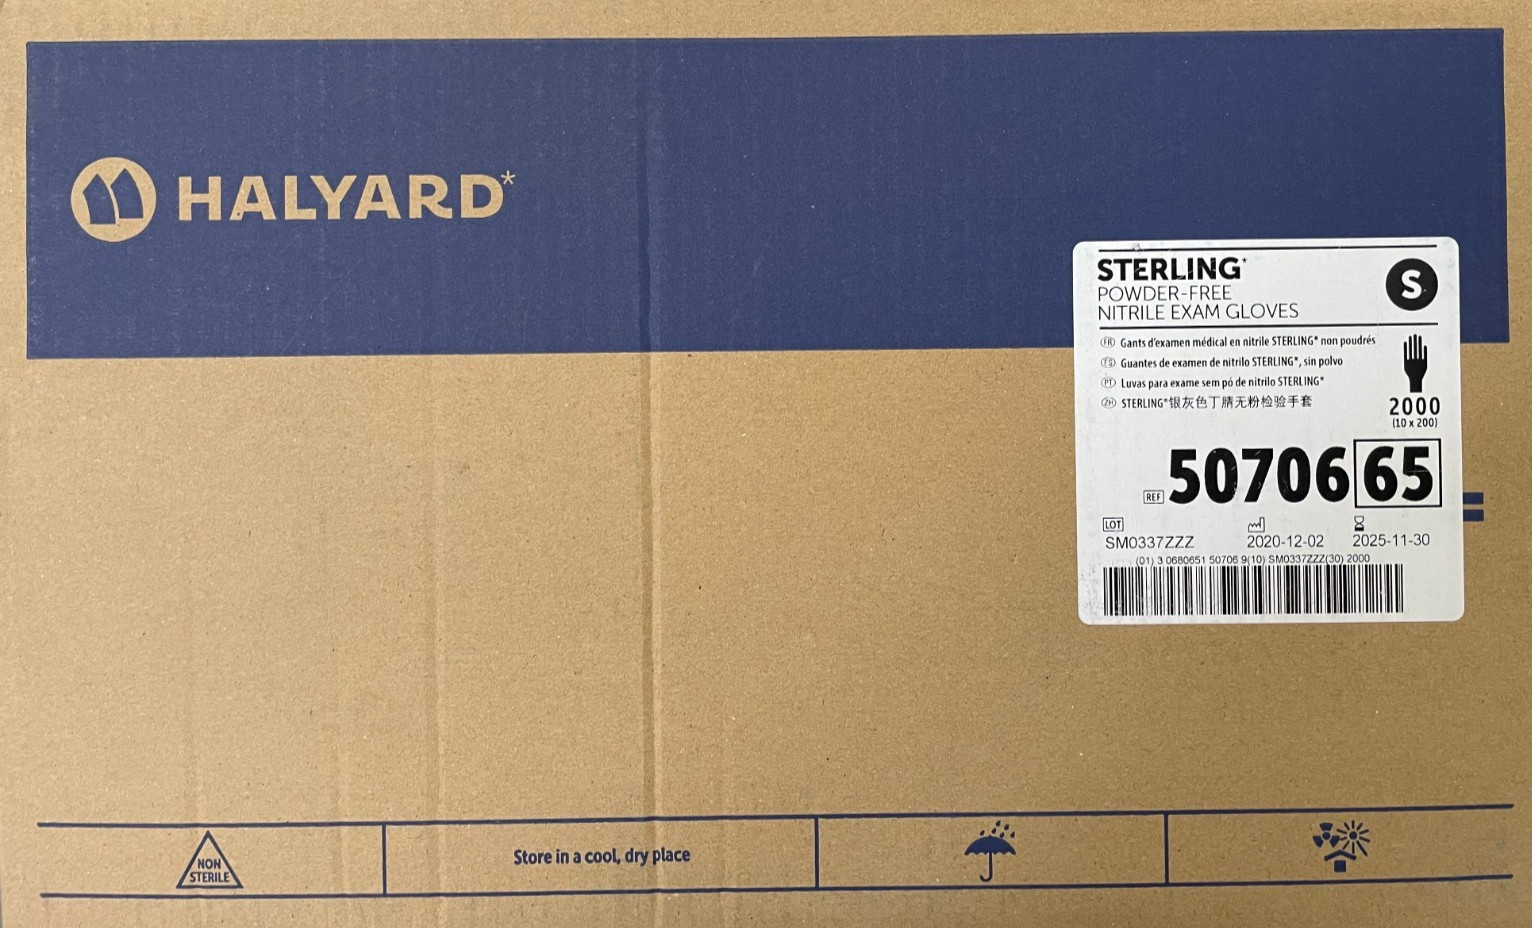 HALYARD*
STERLING*
POWDER-FREE
NITRILE EXAM GLOVES
S
FR Gants d'examen médical en nitrile STERLING* non poudrés
ES Guantes de examen de nitrilo STERLING*, sin polvo
PT Luvas para exame sem pó de nitrilo STERLING*
ZH STERLING*银灰色丁腈无粉检验手套
2000
(10 x 200)
REF 50706 65
LOT
SM0337ZZZ 2020-12-02 2025-11-30
(01) 3 0680651 50706 9(10) SM0337ZZZ(30) 2000
NON
STERILE
Store in a cool, dry place